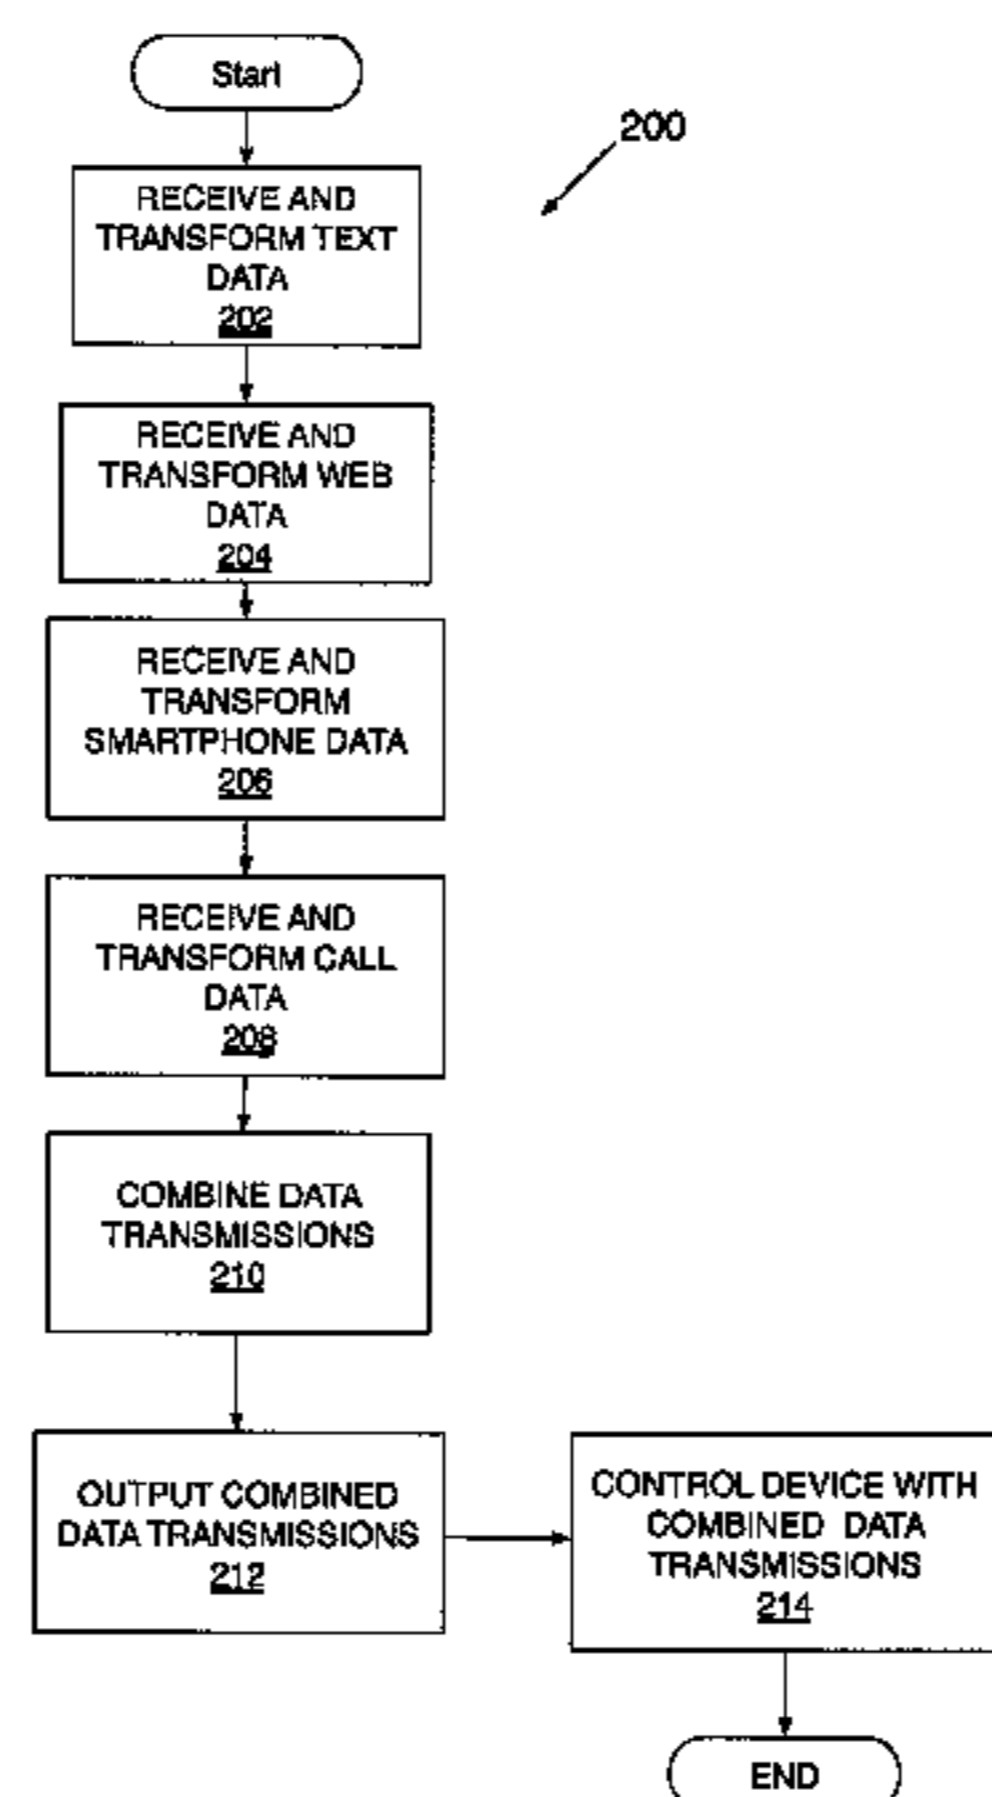 Start
200
RECEIVE AND
TRANSFORM TEXT
DATA
202
RECEIVE AND
TRANSFORM WEB
DATA
204
RECEIVE AND
TRANSFORM
SMARTPHONE DATA
206
RECEIVE AND
TRANSFORM CALL
DATA
208
COMBINE DATA
TRANSMISSIONS
210
OUTPUT COMBINED
DATA TRANSMISSIONS
212
CONTROL DEVICE WITH
COMBINED DATA
TRANSMISSIONS
214
END